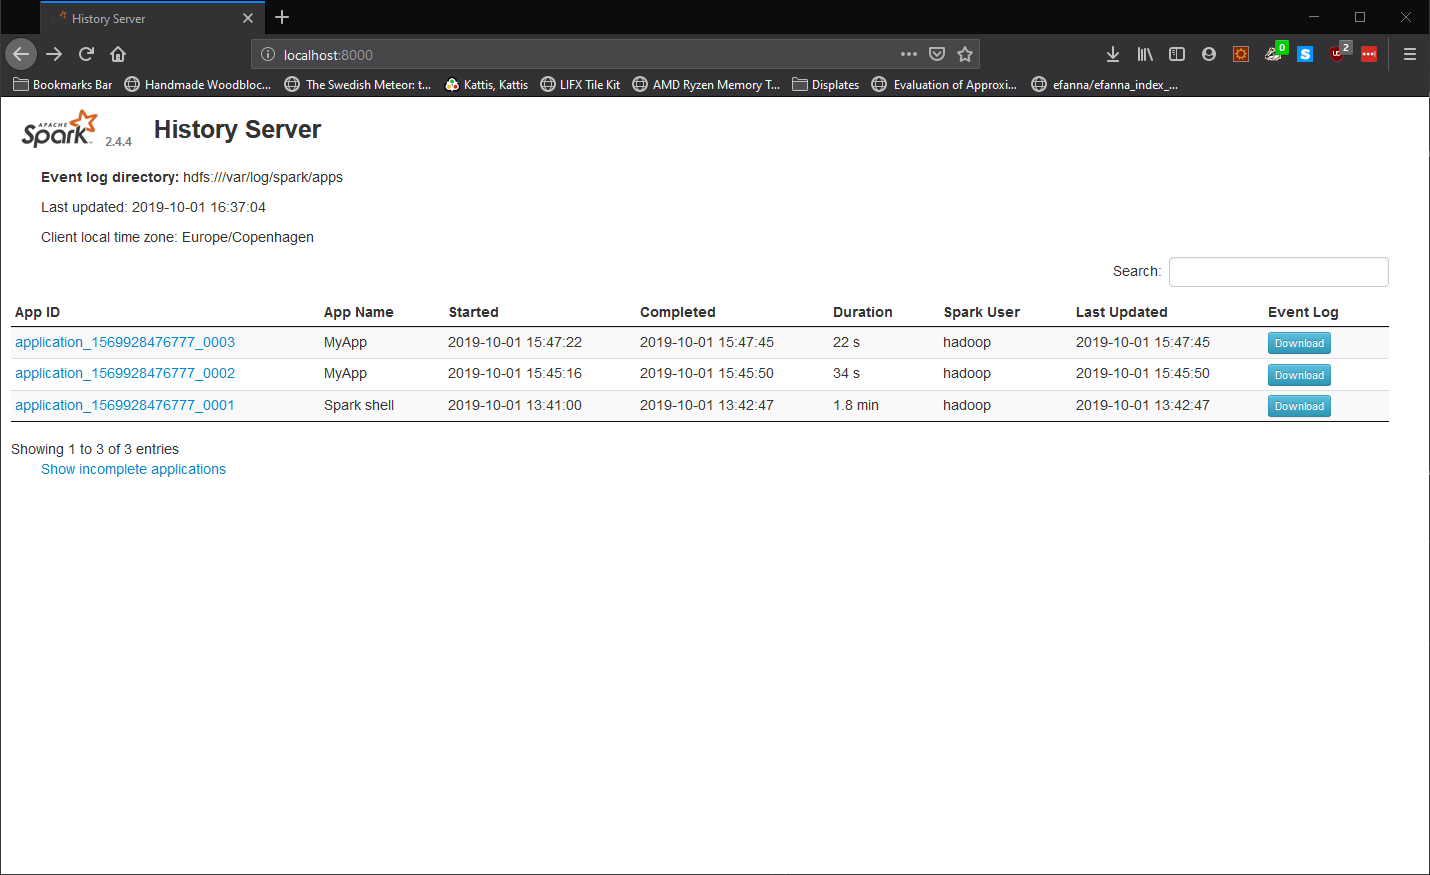 History Server
localhost:8000
0
S
2
Bookmarks Bar Handmade Woodbloc... The Swedish Meteor: t... Kattis, Kattis LIFX Tile Kit AMD Ryzen Memory T... Displates Evaluation of Approxi... efanna/efanna_index_...
APACHE Spark 2.4.4 History Server
Event log directory: hdfs:///var/log/spark/apps
Last updated: 2019-10-01 16:37:04
Client local time zone: Europe/Copenhagen
Search:
App ID App Name Started Completed Duration Spark User Last Updated Event Log
application_1569928476777_0003 MyApp 2019-10-01 15:47:22 2019-10-01 15:47:45 22 s hadoop 2019-10-01 15:47:45 Download
application_1569928476777_0002 MyApp 2019-10-01 15:45:16 2019-10-01 15:45:50 34 s hadoop 2019-10-01 15:45:50 Download
application_1569928476777_0001 Spark shell 2019-10-01 13:41:00 2019-10-01 13:42:47 1.8 min hadoop 2019-10-01 13:42:47 Download
Showing 1 to 3 of 3 entries
Show incomplete applications